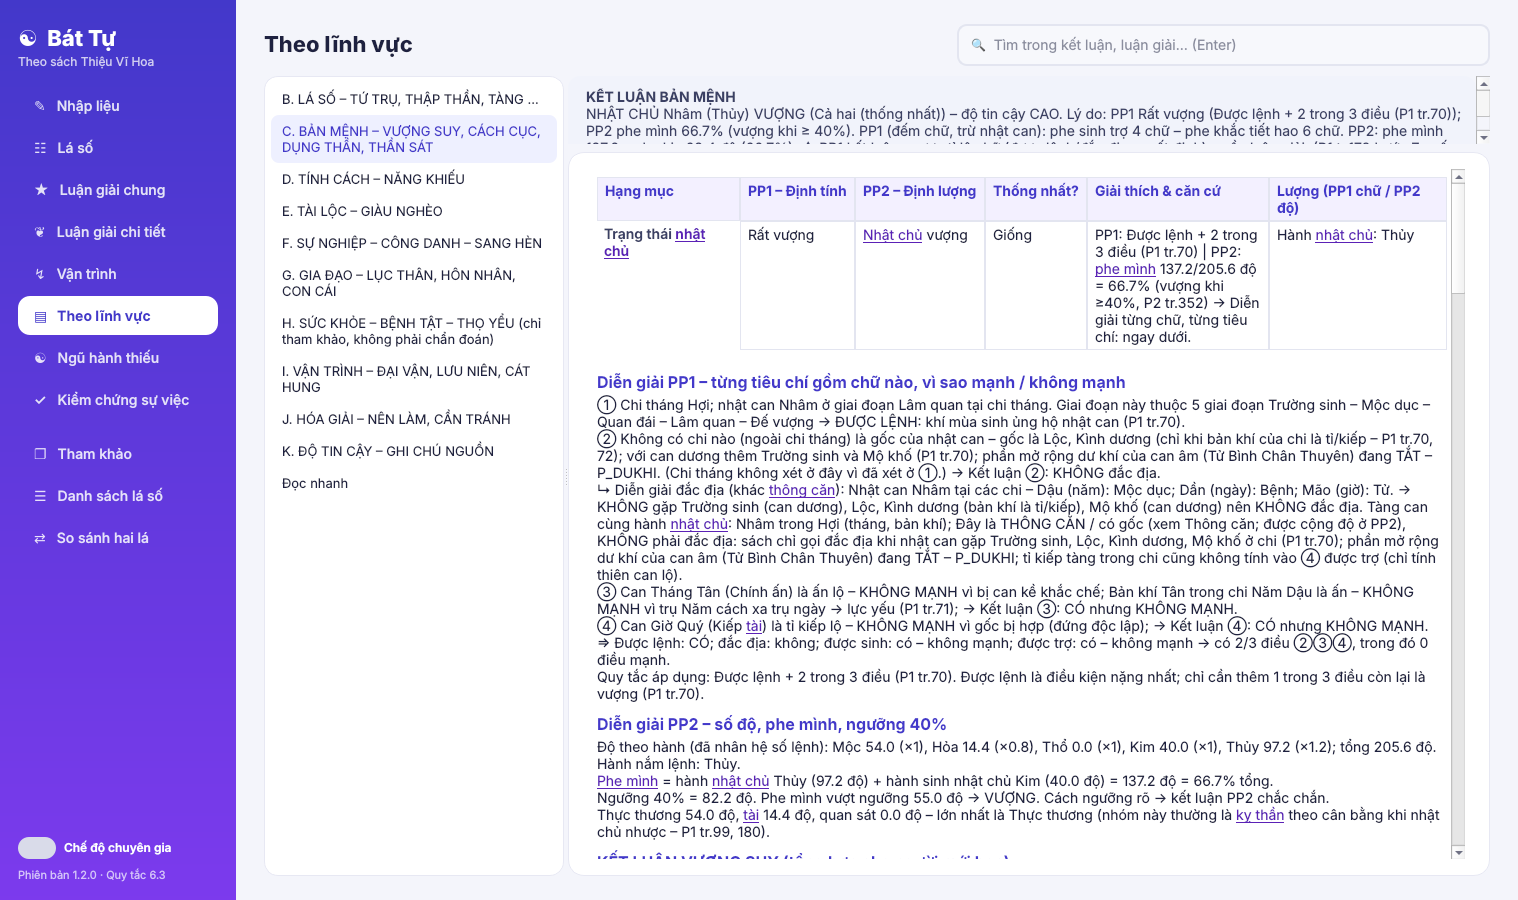 ☯ Bát Tự
Theo sách Thiệu Vĩ Hoa
✎ Nhập liệu
☷ Lá số
★ Luận giải chung
❦ Luận giải chi tiết
↯ Vận trình
▤ Theo lĩnh vực
☯ Ngũ hành thiếu
✓ Kiểm chứng sự việc
❐ Tham khảo
☰ Danh sách lá số
⇄ So sánh hai lá
Chế độ chuyên gia
Phiên bản 1.2.0 · Quy tắc 6.3
Theo lĩnh vực
🔍 Tìm trong kết luận, luận giải... (Enter)
B. LÁ SỐ – TỨ TRỤ, THẬP THẦN, TÀNG ...
C. BẢN MỆNH – VƯỢNG SUY, CÁCH CỤC,
DỤNG THẦN, THẦN SÁT
D. TÍNH CÁCH – NĂNG KHIẾU
E. TÀI LỘC – GIÀU NGHÈO
F. SỰ NGHIỆP – CÔNG DANH – SANG HÈN
G. GIA ĐẠO – LỤC THÂN, HÔN NHÂN,
CON CÁI
H. SỨC KHỎE – BỆNH TẬT – THỌ YỂU (chỉ
tham khảo, không phải chẩn đoán)
I. VẬN TRÌNH – ĐẠI VẬN, LƯU NIÊN, CÁT
HUNG
J. HÓA GIẢI – NÊN LÀM, CẦN TRÁNH
K. ĐỘ TIN CẬY – GHI CHÚ NGUỒN
Đọc nhanh
KẾT LUẬN BẢN MỆNH
NHẬT CHỦ Nhâm (Thủy) VƯỢNG (Cả hai (thống nhất)) – độ tin cậy CAO. Lý do: PP1 Rất vượng (Được lệnh + 2 trong 3 điều (P1 tr.70));
PP2 phe mình 66.7% (vượng khi ≥ 40%). PP1 (đếm chữ, trừ nhật can): phe sinh trợ 4 chữ – phe khắc tiết hao 6 chữ. PP2: phe mình
Hạng mục
PP1 – Định tính
PP2 – Định lượng
Thống nhất?
Giải thích & căn cứ
Lượng (PP1 chữ / PP2
độ)
Trạng thái nhật
chủ
Rất vượng
Nhật chủ vượng
Giống
PP1: Được lệnh + 2 trong
3 điều (P1 tr.70) | PP2:
phe mình 137.2/205.6 độ
= 66.7% (vượng khi
≥40%, P2 tr.352) → Diễn
giải từng chữ, từng tiêu
chí: ngay dưới.
Hành nhật chủ: Thủy
Diễn giải PP1 – từng tiêu chí gồm chữ nào, vì sao mạnh / không mạnh
① Chi tháng Hợi; nhật can Nhâm ở giai đoạn Lâm quan tại chi tháng. Giai đoạn này thuộc 5 giai đoạn Trường sinh – Mộc dục –
Quan đái – Lâm quan – Đế vượng → ĐƯỢC LỆNH: khí mùa sinh ủng hộ nhật can (P1 tr.70).
② Không có chi nào (ngoài chi tháng) là gốc của nhật can – gốc là Lộc, Kình dương (chỉ khi bản khí của chi là tỉ/kiếp – P1 tr.70,
72); với can dương thêm Trường sinh và Mộ khố (P1 tr.70); phần mở rộng dư khí của can âm (Tử Bình Chân Thuyên) đang TẮT –
P_DUKHI. (Chi tháng không xét ở đây vì đã xét ở ①.) → Kết luận ②: KHÔNG đắc địa.
↳ Diễn giải đắc địa (khác thông căn): Nhật can Nhâm tại các chi – Dậu (năm): Mộc dục; Dần (ngày): Bệnh; Mão (giờ): Tử. →
KHÔNG gặp Trường sinh (can dương), Lộc, Kình dương (bản khí là tỉ/kiếp), Mộ khố (can dương) nên KHÔNG đắc địa. Tàng can
cùng hành nhật chủ: Nhâm trong Hợi (tháng, bản khí); Đây là THÔNG CĂN / có gốc (xem Thông căn; được cộng độ ở PP2),
KHÔNG phải đắc địa: sách chỉ gọi đắc địa khi nhật can gặp Trường sinh, Lộc, Kình dương, Mộ khố ở chi (P1 tr.70); phần mở rộng
dư khí của can âm (Tử Bình Chân Thuyên) đang TẮT – P_DUKHI; tỉ kiếp tàng trong chi cũng không tính vào ④ được trợ (chỉ tính
thiên can lộ).
③ Can Tháng Tân (Chính ấn) là ấn lộ – KHÔNG MẠNH vì bị can kề khắc chế; Bản khí Tân trong chi Năm Dậu là ấn – KHÔNG
MẠNH vì trụ Năm cách xa trụ ngày → lực yếu (P1 tr.71); → Kết luận ③: CÓ nhưng KHÔNG MẠNH.
④ Can Giờ Quý (Kiếp tài) là tỉ kiếp lộ – KHÔNG MẠNH vì gốc bị hợp (đứng độc lập); → Kết luận ④: CÓ nhưng KHÔNG MẠNH.
⇒ Được lệnh: CÓ; đắc địa: không; được sinh: có – không mạnh; được trợ: có – không mạnh → có 2/3 điều ②③④, trong đó 0
điều mạnh.
Quy tắc áp dụng: Được lệnh + 2 trong 3 điều (P1 tr.70). Được lệnh là điều kiện nặng nhất; chỉ cần thêm 1 trong 3 điều còn lại là
vượng (P1 tr.70).
Diễn giải PP2 – số độ, phe mình, ngưỡng 40%
Độ theo hành (đã nhân hệ số lệnh): Mộc 54.0 (×1), Hỏa 14.4 (×0.8), Thổ 0.0 (×1), Kim 40.0 (×1), Thủy 97.2 (×1.2); tổng 205.6 độ.
Hành nắm lệnh: Thủy.
Phe mình = hành nhật chủ Thủy (97.2 độ) + hành sinh nhật chủ Kim (40.0 độ) = 137.2 độ = 66.7% tổng.
Ngưỡng 40% = 82.2 độ. Phe mình vượt ngưỡng 55.0 độ → VƯỢNG. Cách ngưỡng rõ → kết luận PP2 chắc chắn.
Thực thương 54.0 độ, tài 14.4 độ, quan sát 0.0 độ – lớn nhất là Thực thương (nhóm này thường là kỵ thần theo cân bằng khi nhật
chủ nhược – P1 tr.99, 180).